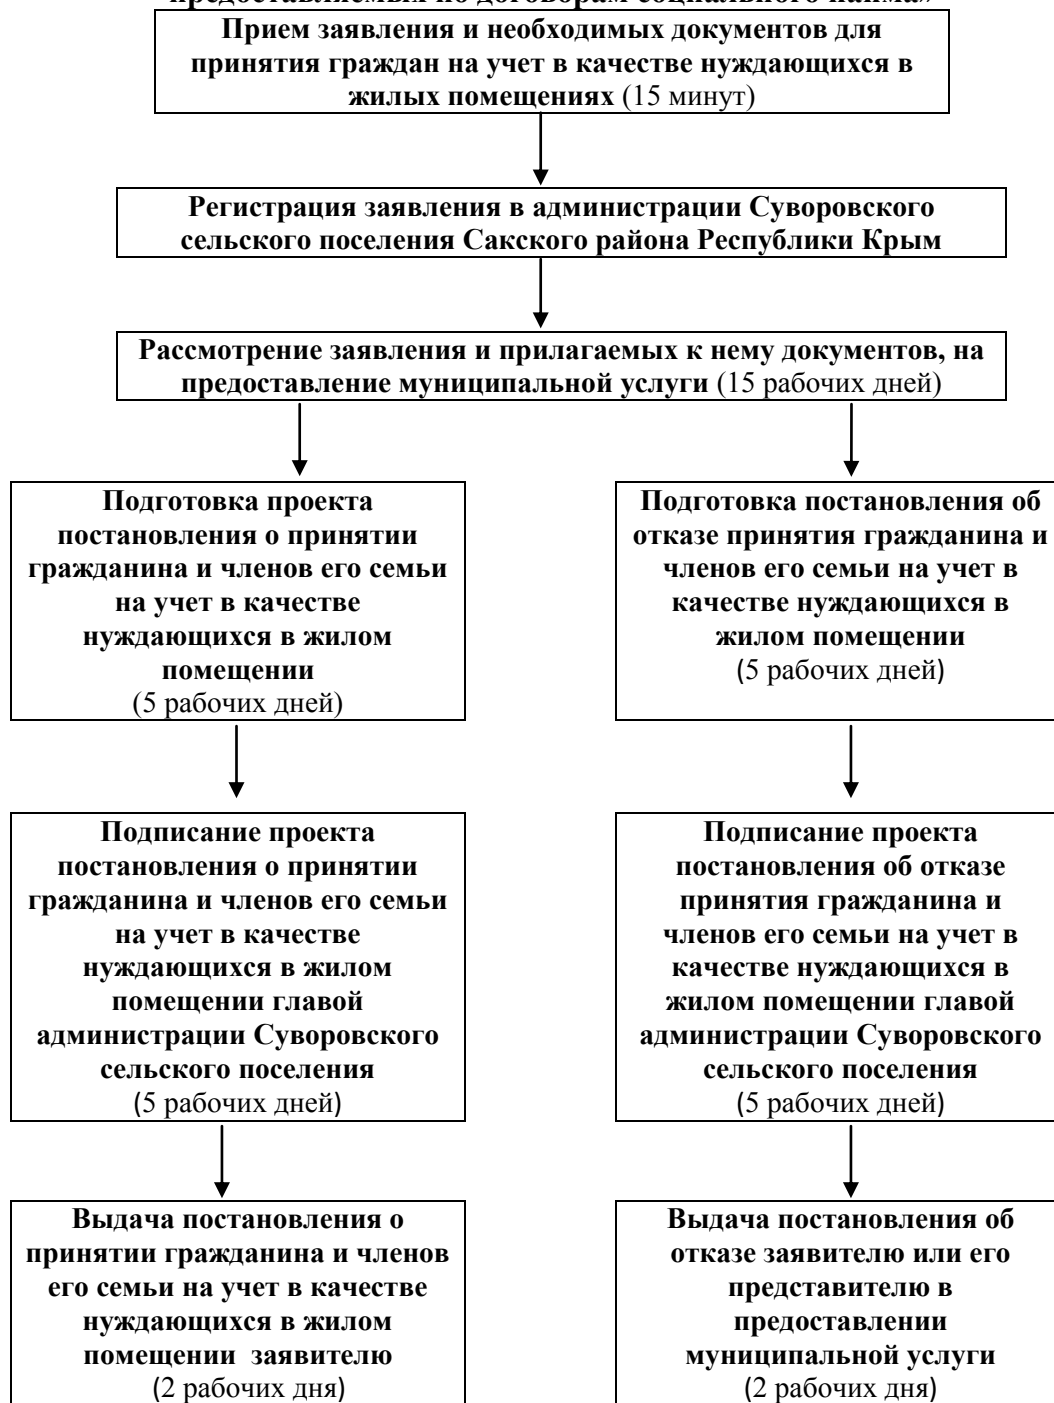 предоставляемых по договорам социального найма»
Прием заявления и необходимых документов для
принятия граждан на учет в качестве нуждающихся в
жилых помещениях (15 минут)
Регистрация заявления в администрации Суворовского
сельского поселения Сакского района Республики Крым
Рассмотрение заявления и прилагаемых к нему документов, на
предоставление муниципальной услуги (15 рабочих дней)
Подготовка проекта
постановления о принятии
гражданина и членов его семьи
на учет в качестве
нуждающихся в жилом
помещении
(5 рабочих дней)
Подготовка постановления об
отказе принятия гражданина и
членов его семьи на учет в
качестве нуждающихся в
жилом помещении
(5 рабочих дней)
Подписание проекта
постановления о принятии
гражданина и членов его семьи
на учет в качестве
нуждающихся в жилом
помещении главой
администрации Суворовского
сельского поселения
(5 рабочих дней)
Подписание проекта
постановления об отказе
принятия гражданина и
членов его семьи на учет в
качестве нуждающихся в
жилом помещении главой
администрации Суворовского
сельского поселения
(5 рабочих дней)
Выдача постановления о
принятии гражданина и членов
его семьи на учет в качестве
нуждающихся в жилом
помещении  заявителю
(2 рабочих дня)
Выдача постановления об
отказе заявителю или его
представителю в
предоставлении
муниципальной услуги
(2 рабочих дня)